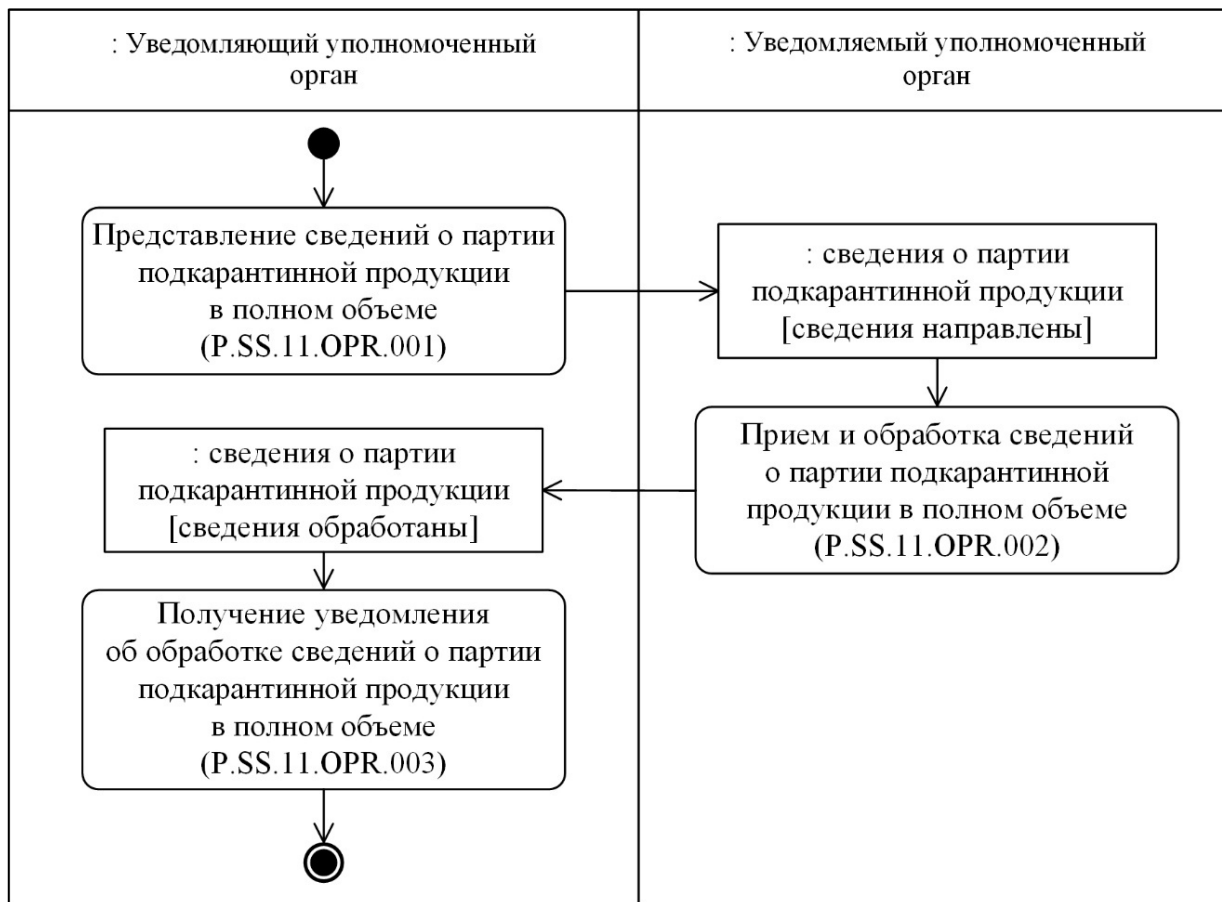 : Уведомляющий уполномоченный
орган
: Уведомляемый уполномоченный
орган
Представление сведений о партии
подкарантинной продукции
в полном объеме
(P.SS.11.OPR.001)
: сведения о партии
подкарантинной продукции
[сведения направлены]
Прием и обработка сведений
о партии подкарантинной
продукции в полном объеме
(P.SS.11.OPR.002)
: сведения о партии
подкарантинной продукции
[сведения обработаны]
Получение уведомления
об обработке сведений о партии
подкарантинной продукции
в полном объеме
(P.SS.11.OPR.003)